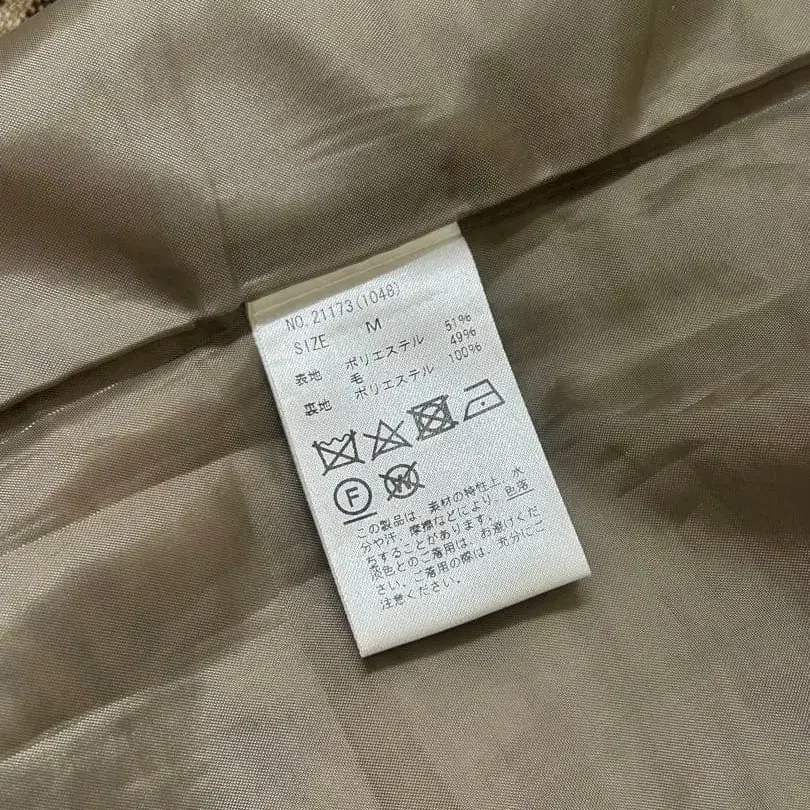 NO.21173(1048)
SIZE M
表地 ポリエステル 51%
毛 49%
裏地 ポリエステル 100%
F W
この製品は 素材の特性上、水
分や汗、摩擦などにより、色落
ちすることがあります。
淡色とのご着用は、お避けくだ
さい。ご着用の際は、充分にご
注意ください。